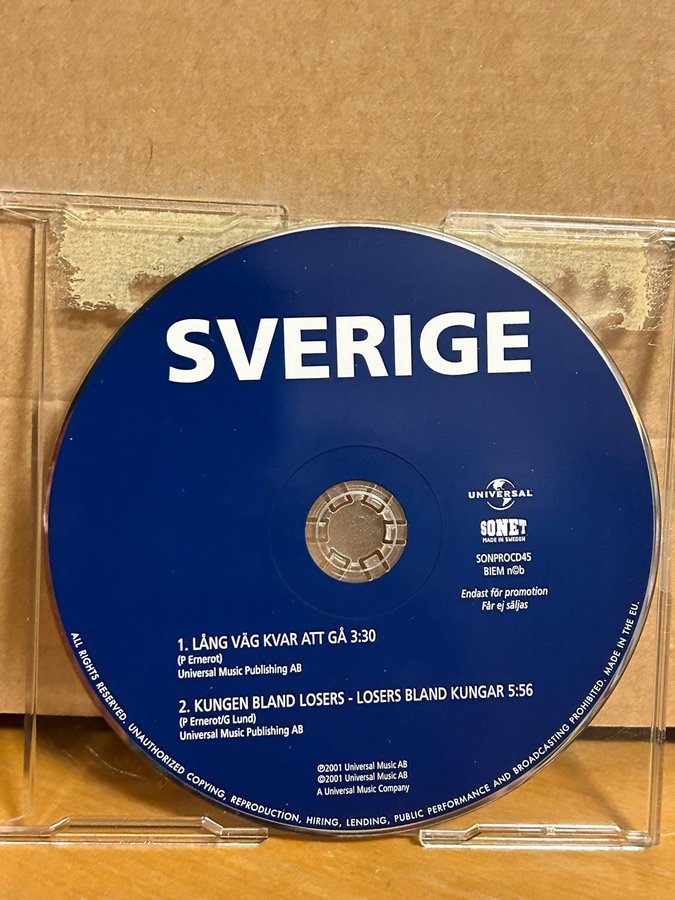 SVERIGE
UNIVERSAL
SONET
MADE IN SWEDEN
SONPROCD45
BIEM n©b
Endast för promotion
Får ej säljas
1. LÅNG VÄG KVAR ATT GÅ 3:30
(P Ernerot)
Universal Music Publishing AB
2. KUNGEN BLAND LOSERS - LOSERS BLAND KUNGAR 5:56
(P Ernerot/G Lund)
Universal Music Publishing AB
℗2001 Universal Music AB
©2001 Universal Music AB
A Universal Music Company
ALL RIGHTS RESERVED. UNAUTHORIZED COPYING, REPRODUCTION, HIRING, LENDING, PUBLIC PERFORMANCE AND BROADCASTING PROHIBITED. MADE IN THE EU.